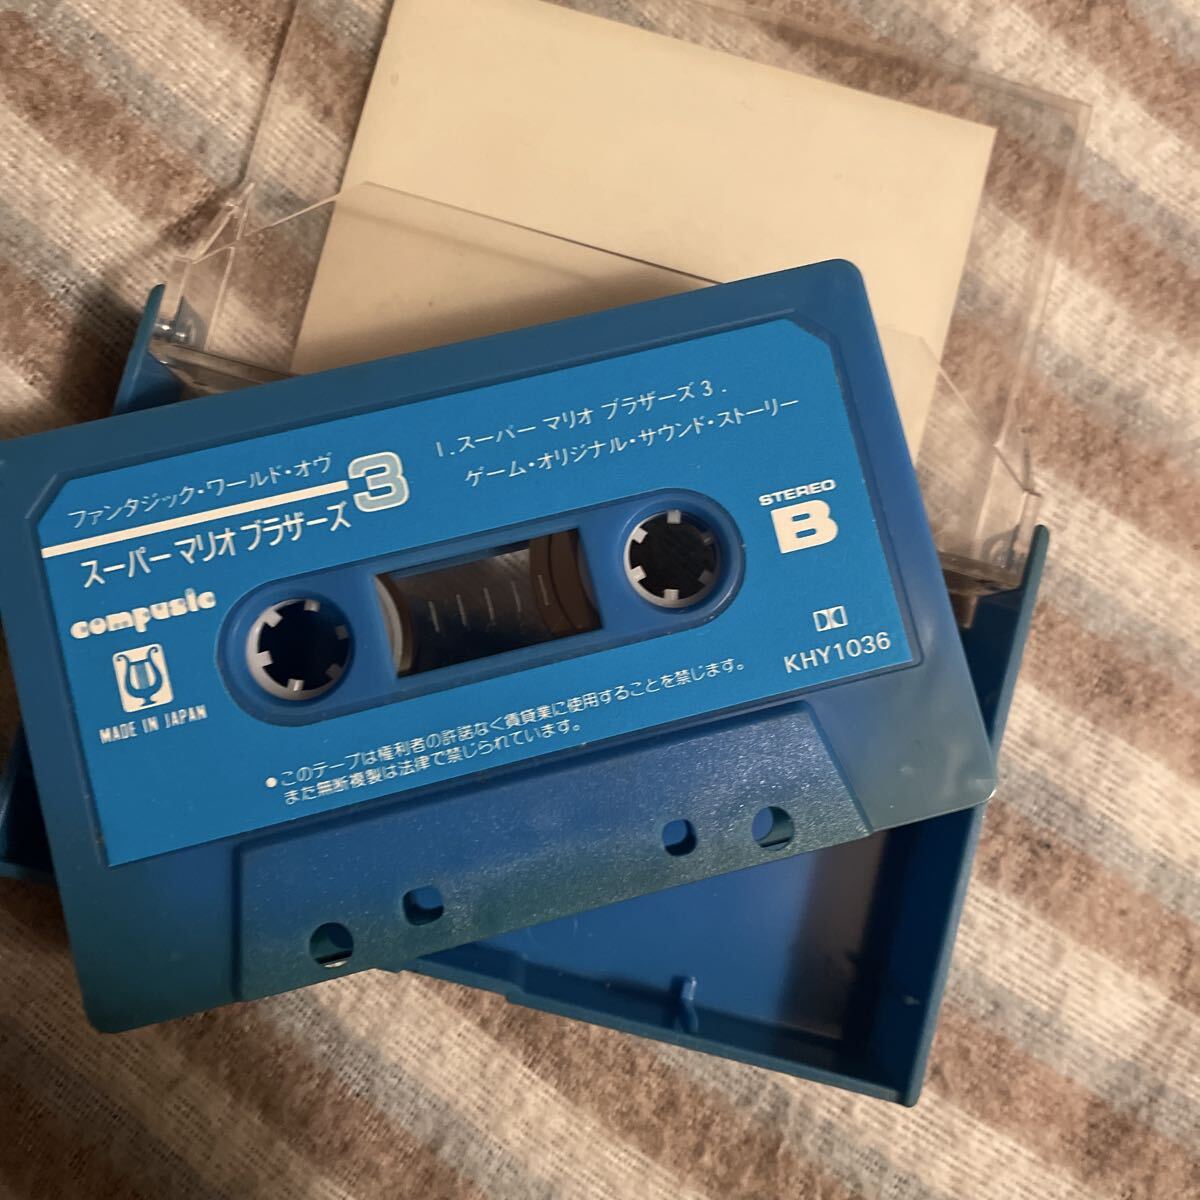 ファンタジック・ワールド・オヴ
スーパー マリオ ブラザーズ
3
1.スーパー マリオ ブラザーズ 3.
ゲーム・オリジナル・サウンド・ストーリー
compusic
MADE IN JAPAN
STEREO
B
KHY1036
●このテープは権利者の許諾なく賃貸業に使用することを禁じます。
また無断複製は法律で禁じられています。